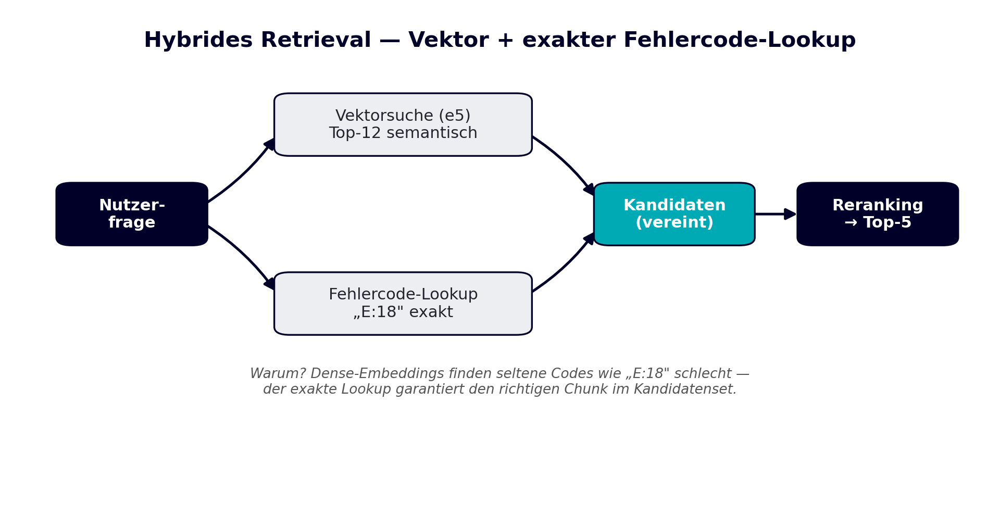 Hybrides Retrieval — Vektor + exakter Fehlercode-Lookup
Vektorsuche (e5)
Top-12 semantisch
Nutzer-
frage
Kandidaten
(vereint)
Reranking
→ Top-5
Fehlercode-Lookup
„E:18" exakt
Warum? Dense-Embeddings finden seltene Codes wie „E:18" schlecht —
der exakte Lookup garantiert den richtigen Chunk im Kandidatenset.